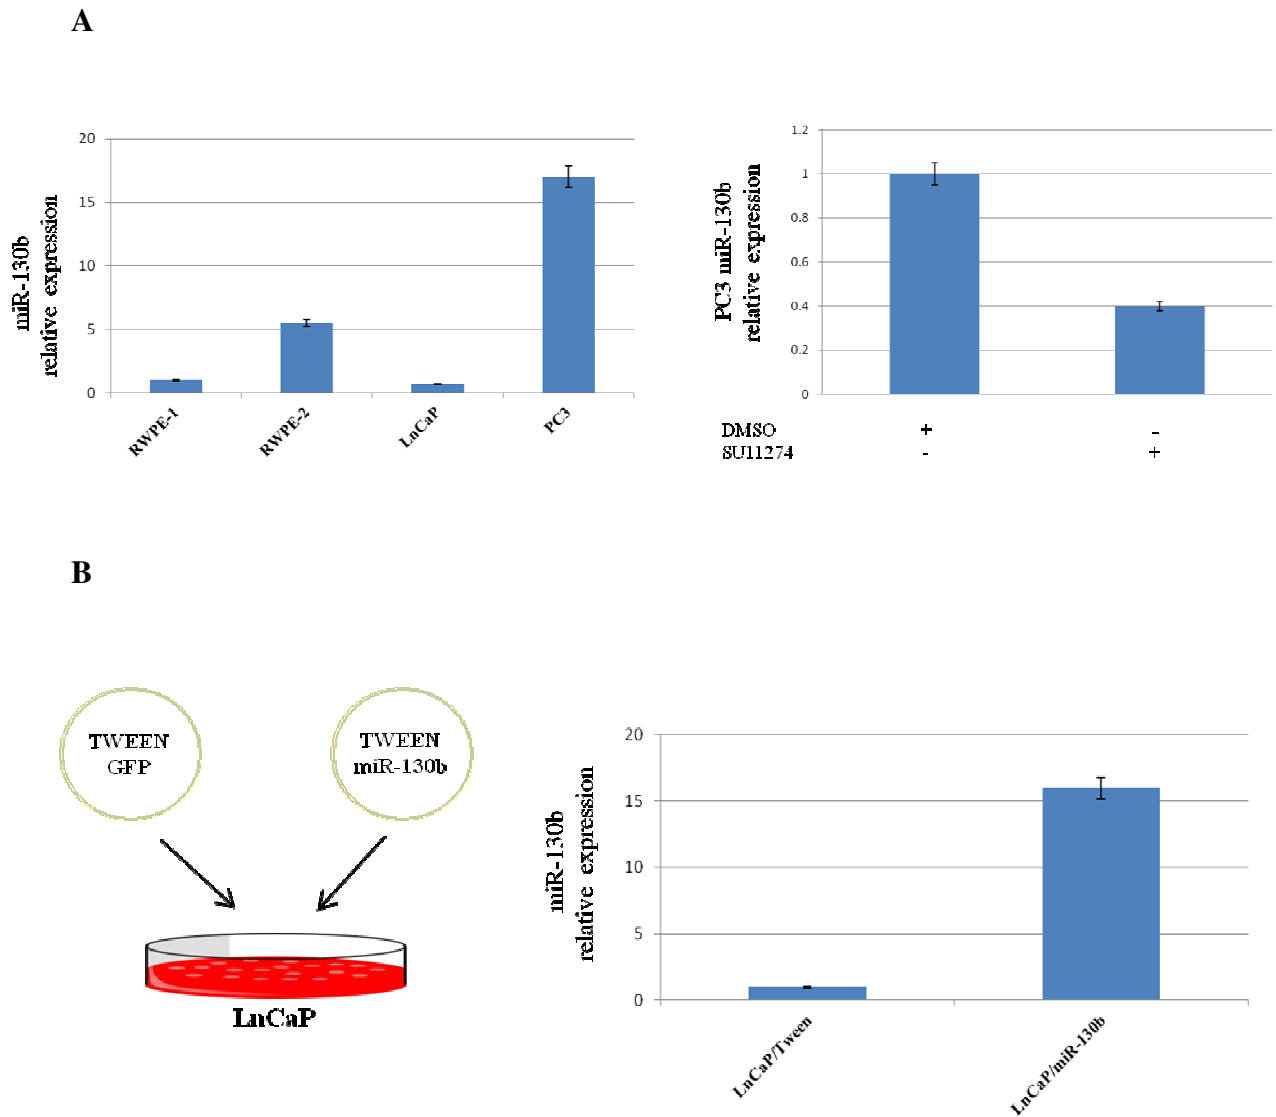 A
20
15
10
5
0
miR-130b
relative expression
RWPE-1
RWPE-2
LnCaP
PC3
1.2
1
0.8
0.6
0.4
0.2
0
PC3 miR-130b
relative expression
DMSO + -
SU11274 - +
B
TWEEN
GFP
TWEEN
miR-130b
LnCaP
20
15
10
5
0
miR-130b
relative expression
LnCaP/Tween
LnCaP/miR-130b